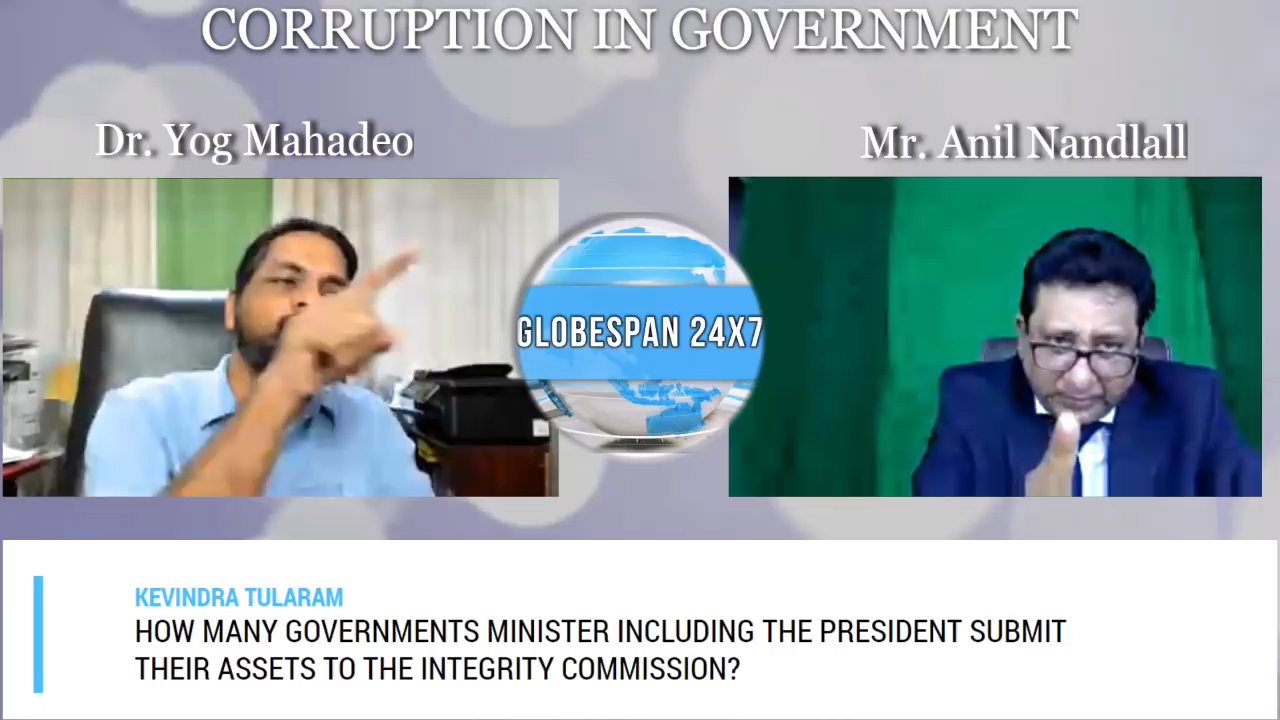 CORRUPTION IN GOVERNMENT
Dr. Yog Mahadeo
Mr. Anil Nandlall
GLOBESPAN 24X7
KEVINDRA TULARAM
HOW MANY GOVERNMENTS MINISTER INCLUDING THE PRESIDENT SUBMIT
THEIR ASSETS TO THE INTEGRITY COMMISSION?